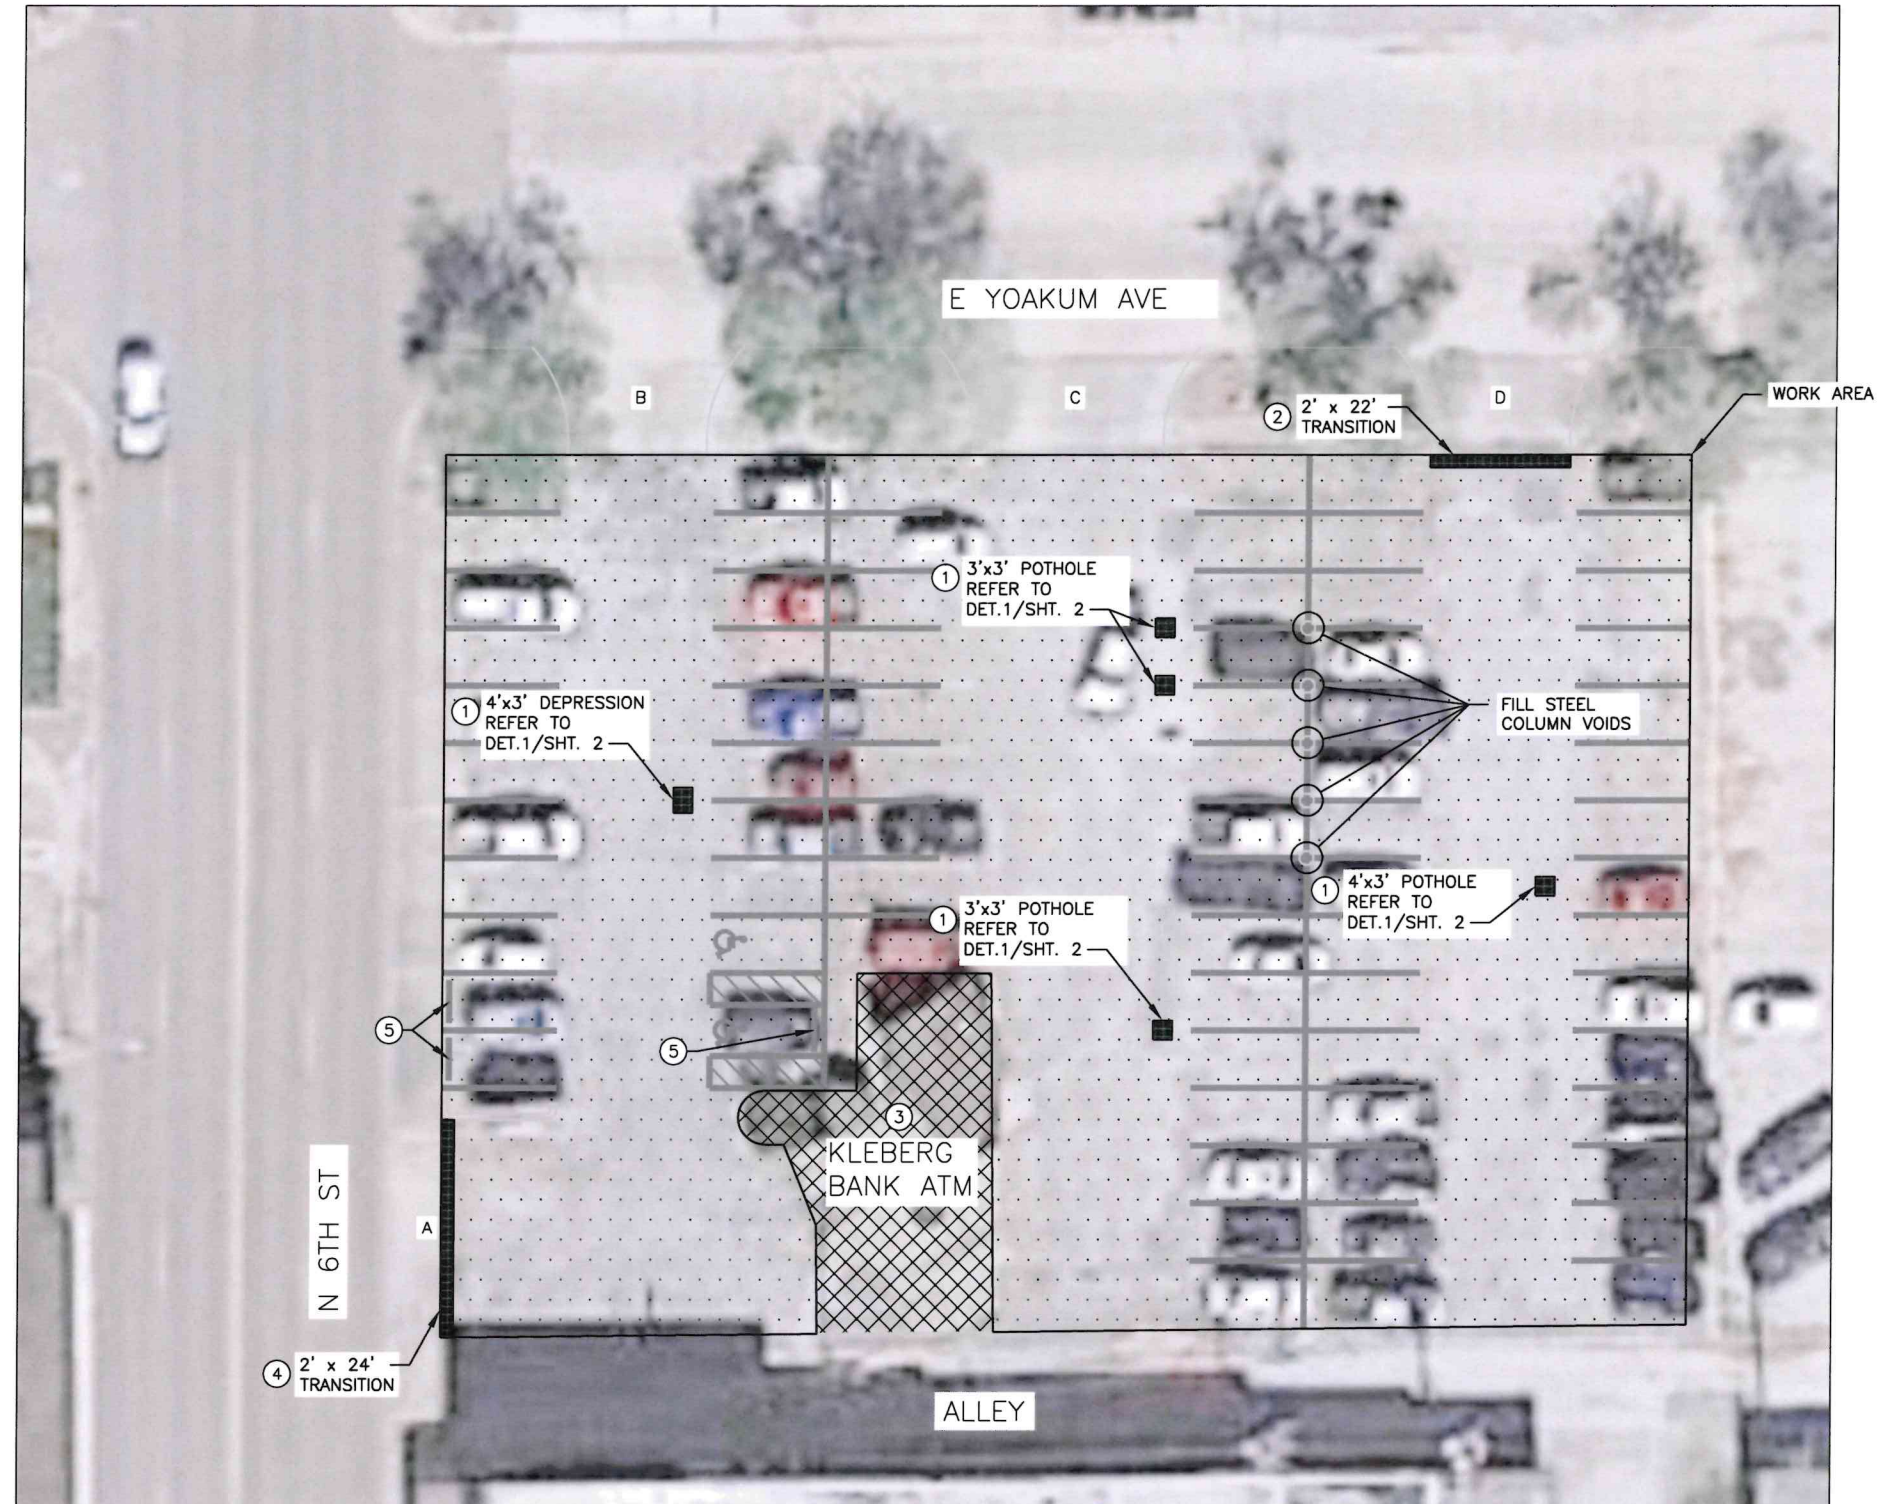 E YOAKUM AVE
B
C
D
WORK AREA
2 2' x 22'
TRANSITION
1 3'x3' POTHOLE
REFER TO
DET.1/SHT. 2
1 4'x3' DEPRESSION
REFER TO
DET.1/SHT. 2
FILL STEEL
COLUMN VOIDS
1 4'x3' POTHOLE
REFER TO
DET.1/SHT. 2
1 3'x3' POTHOLE
REFER TO
DET.1/SHT. 2
5
5
3
KLEBERG
BANK ATM
N 6TH ST
A
4 2' x 24'
TRANSITION
ALLEY